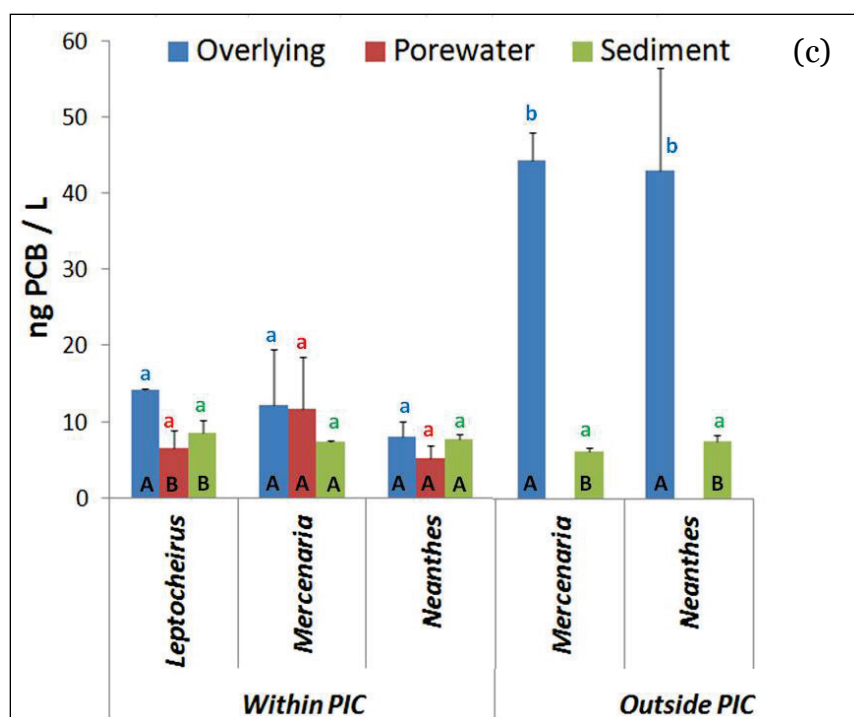 60
Overlying Porewater Sediment (c)
50
40
30
20
10
0
ng PCB / L
a a a
a a a
a a a
b a
b a
A B B A A A A A A A B A B
Leptocheirus Mercenaria Neanthes Mercenaria Neanthes
Within PIC Outside PIC